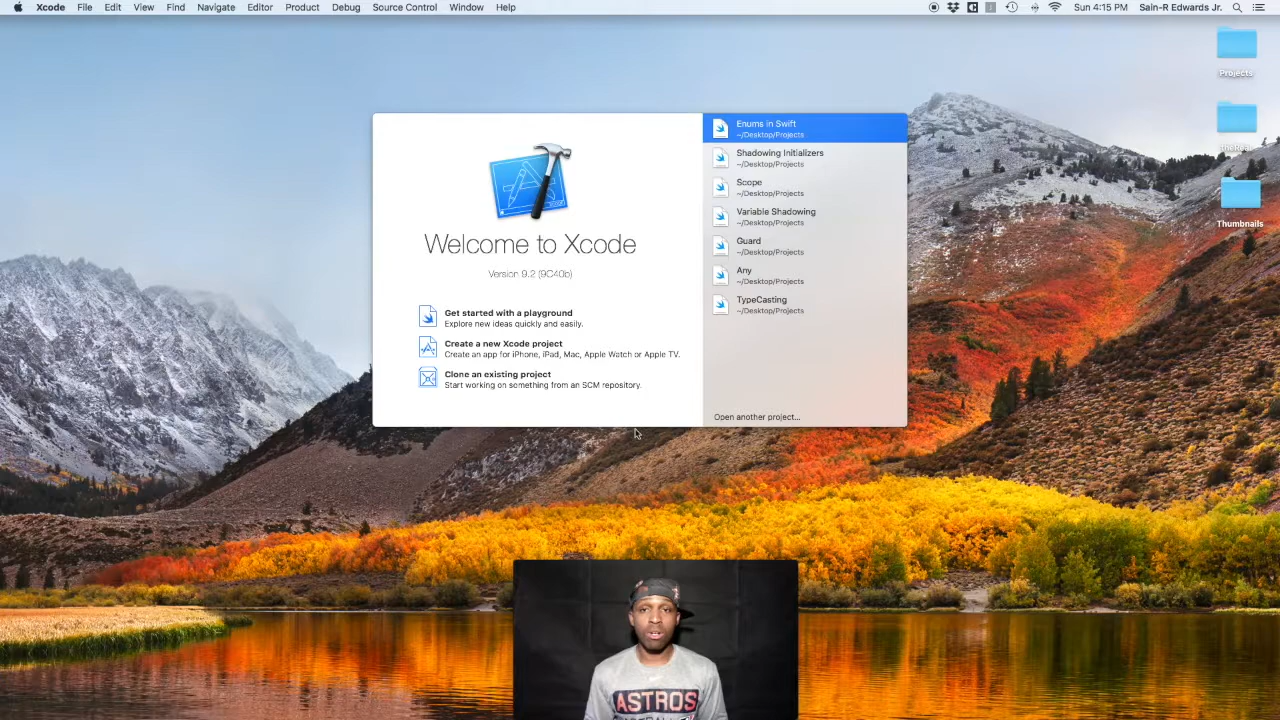 Xcode File Edit View Find Navigate Editor Product Debug Source Control Window Help
Sun 4:15 PM Sain-R Edwards Jr.
Projects
Thumbnails
Welcome to Xcode
Version 9.2 (9C40b)
Get started with a playground
Explore new ideas quickly and easily.
Create a new Xcode project
Create an app for iPhone, iPad, Mac, Apple Watch or Apple TV.
Clone an existing project
Start working on something from an SCM repository.
Enums in Swift
~/Desktop/Projects
Shadowing Initializers
~/Desktop/Projects
Scope
~/Desktop/Projects
Variable Shadowing
~/Desktop/Projects
Guard
~/Desktop/Projects
Any
~/Desktop/Projects
TypeCasting
~/Desktop/Projects
Open another project...
ASTROS